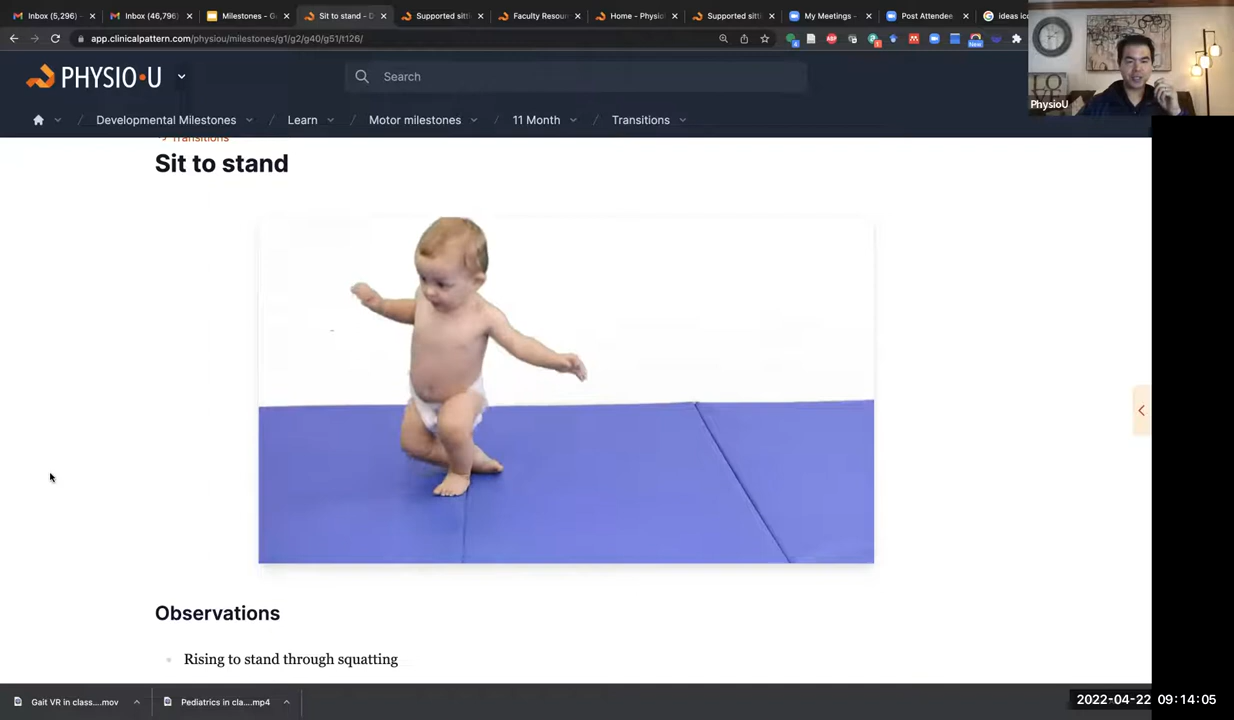 Inbox (5,296) -
Inbox (46,796)
Milestones - G
Sit to stand - D
Supported sitti
Faculty Resour
Home - Physio
Supported sitti
My Meetings -
Post Attendee
ideas ico
app.clinicalpattern.com/physiou/milestones/g1/g2/g40/g51/t126/
PHYSIO·U
Search
PhysioU
Developmental Milestones / Learn / Motor milestones / 11 Month / Transitions
Transitions
Sit to stand
Observations
Rising to stand through squatting
Gait VR in class....mov
Pediatrics in cla....mp4
2022-04-22 09:14:05